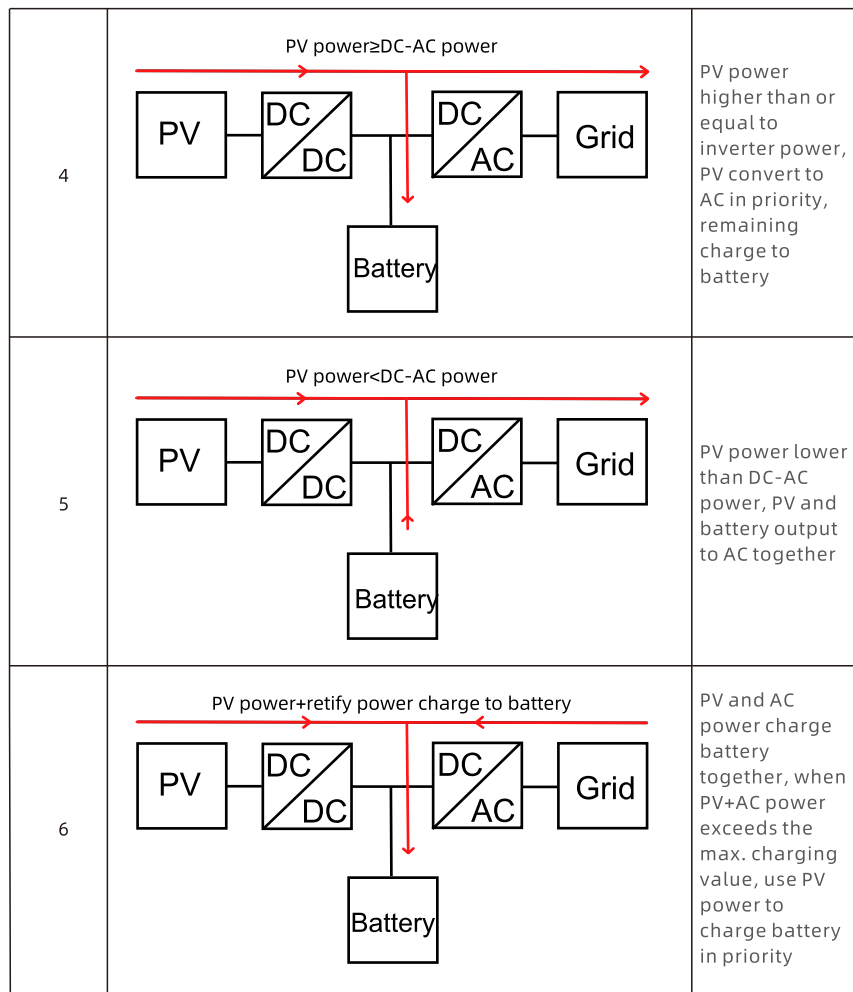 PV power≥DC-AC power
PV
DC
DC
DC
AC
Grid
Battery
4
PV power
higher than or
equal to
inverter power,
PV convert to
AC in priority,
remaining
charge to
battery
PV power<DC-AC power
PV
DC
DC
DC
AC
Grid
Battery
5
PV power lower
than DC-AC
power, PV and
battery output
to AC together
PV power+retify power charge to battery
PV
DC
DC
DC
AC
Grid
Battery
6
PV and AC
power charge
battery
together, when
PV+AC power
exceeds the
max. charging
value, use PV
power to
charge battery
in priority